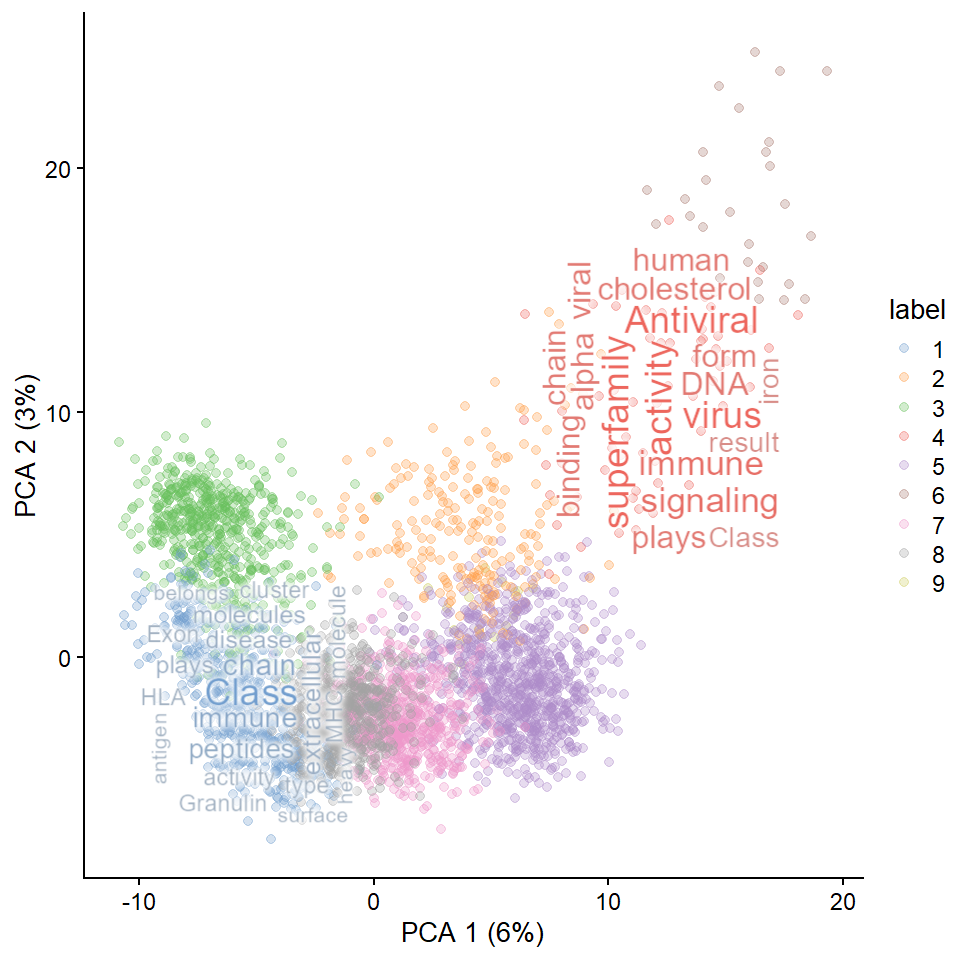 20
10
0
-10
0
10
20
PCA 1 (6%)
PCA 2 (3%)
label
1
2
3
4
5
6
7
8
9
human
cholesterol
Antiviral
form
DNA
virus
result
immune
signaling
plays
Class
viral
chain
alpha
binding
superfamily
activity
iron
belongs
cluster
molecules
Exon
disease
plays
chain
HLA
Class
immune
peptides
activity
type
Granulin
surface
antigen
extracellular
molecule
MHC
heavy